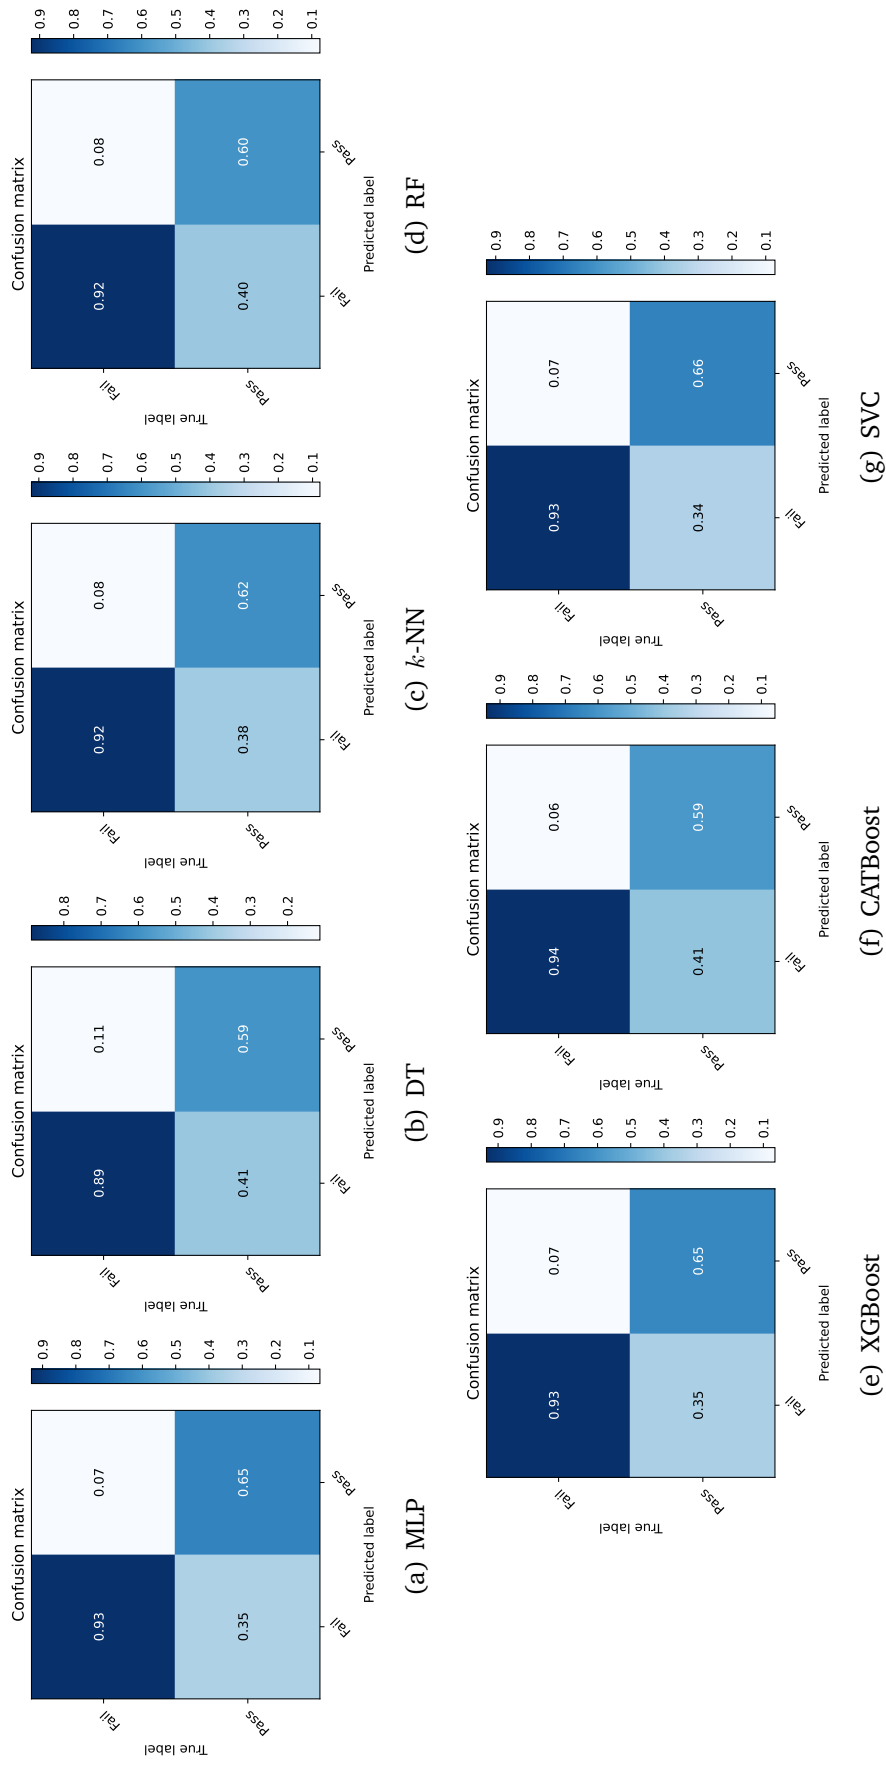 Confusion matrix
True label
Fail
0.93
0.07
Pass
0.35
0.65
Fail
Pass
Predicted label
0.9
0.8
0.7
0.6
0.5
0.4
0.3
0.2
0.1
(a) MLP
Confusion matrix
True label
Fail
0.89
0.11
Pass
0.41
0.59
Fail
Pass
Predicted label
0.8
0.7
0.6
0.5
0.4
0.3
0.2
(b) DT
Confusion matrix
True label
Fail
0.92
0.08
Pass
0.38
0.62
Fail
Pass
Predicted label
0.9
0.8
0.7
0.6
0.5
0.4
0.3
0.2
0.1
(c) k-NN
Confusion matrix
True label
Fail
0.92
0.08
Pass
0.40
0.60
Fail
Pass
Predicted label
0.9
0.8
0.7
0.6
0.5
0.4
0.3
0.2
0.1
(d) RF
Confusion matrix
True label
Fail
0.93
0.07
Pass
0.35
0.65
Fail
Pass
Predicted label
0.9
0.8
0.7
0.6
0.5
0.4
0.3
0.2
0.1
(e) XGBoost
Confusion matrix
True label
Fail
0.94
0.06
Pass
0.41
0.59
Fail
Pass
Predicted label
0.9
0.8
0.7
0.6
0.5
0.4
0.3
0.2
0.1
(f) CATBoost
Confusion matrix
True label
Fail
0.93
0.07
Pass
0.34
0.66
Fail
Pass
Predicted label
0.9
0.8
0.7
0.6
0.5
0.4
0.3
0.2
0.1
(g) SVC